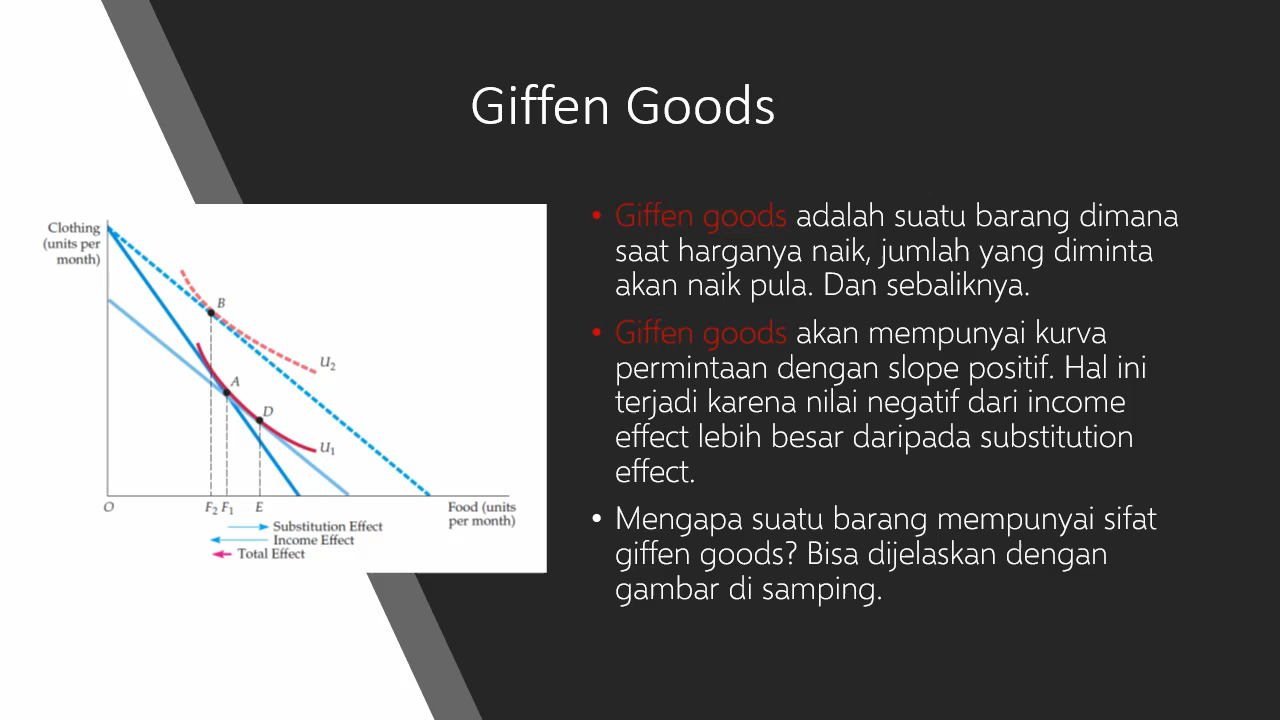 Giffen Goods
Clothing
(units per
month)
B
U2
A
D
U1
O
F2 F1 E
Food (units
per month)
Substitution Effect
Income Effect
Total Effect
• Giffen goods adalah suatu barang dimana
saat harganya naik, jumlah yang diminta
akan naik pula. Dan sebaliknya.
• Giffen goods akan mempunyai kurva
permintaan dengan slope positif. Hal ini
terjadi karena nilai negatif dari income
effect lebih besar daripada substitution
effect.
• Mengapa suatu barang mempunyai sifat
giffen goods? Bisa dijelaskan dengan
gambar di samping.